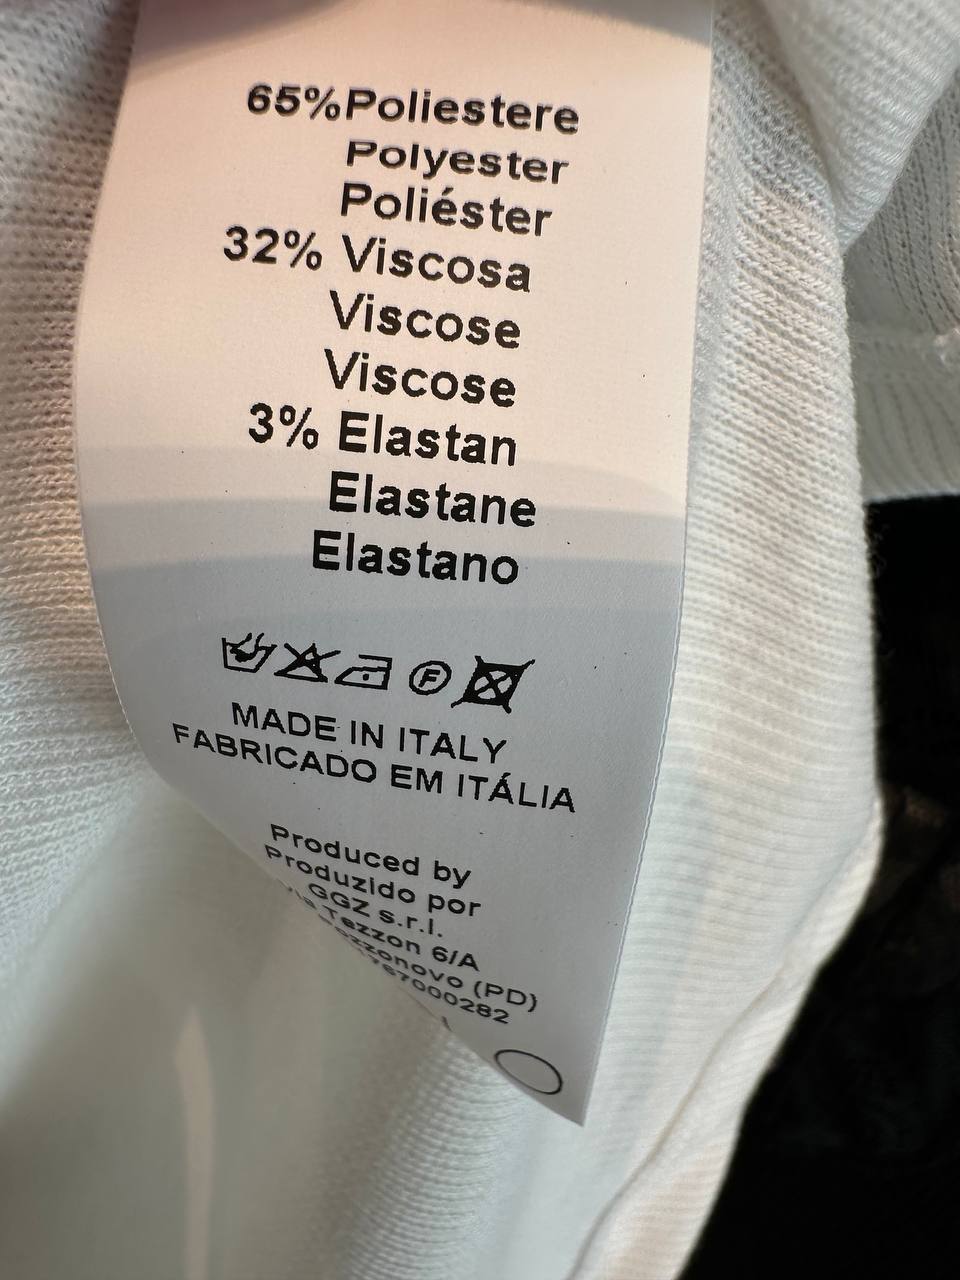 65%Poliestere
Polyester
Poliéster
32% Viscosa
Viscose
Viscose
3% Elastan
Elastane
Elastano
F
MADE IN ITALY
FABRICADO EM ITÁLIA
Produced by
Produzido por
GGZ s.r.l.
Tezzon 6/A
(PD)